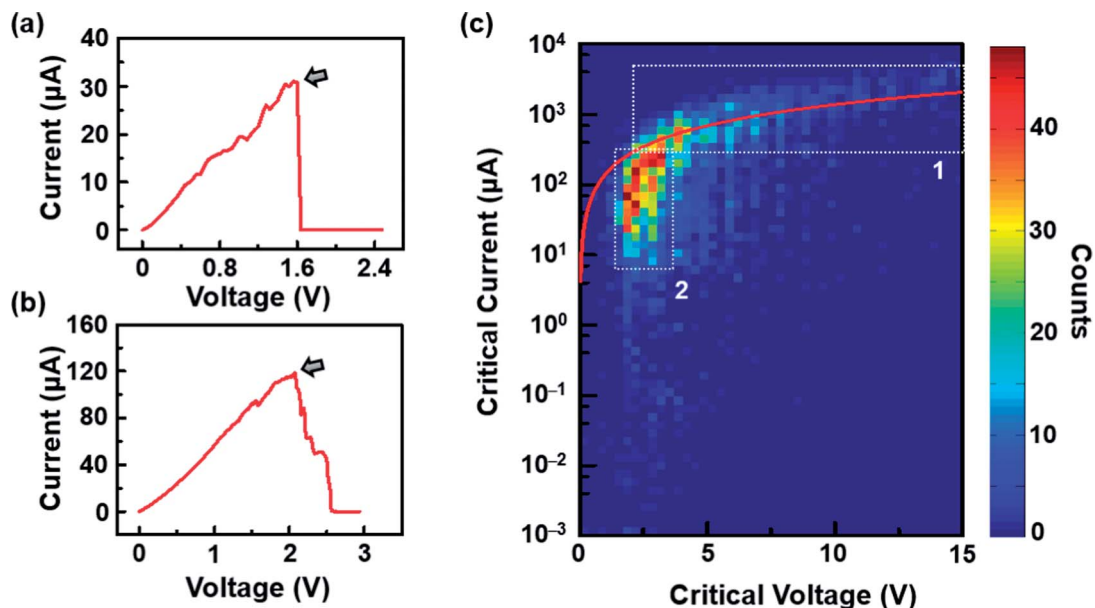 (a)
40
30
20
10
0
Current (µA)
0 0.8 1.6 2.4
Voltage (V)
(b)
160
120
80
40
0
Current (µA)
0 1 2 3
Voltage (V)
(c)
10⁴
10³
10²
10¹
10⁰
10⁻¹
10⁻²
10⁻³
Critical Current (µA)
1
2
0 5 10 15
Critical Voltage (V)
40
30
20
10
0
Counts